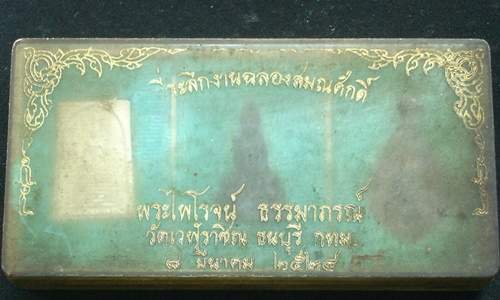 ที่ระลึกงานฉลองสมณศักดิ์
พระไพโรจน์ ธรรมาภรณ์
วัดเวฬุราชิณ ธนบุรี กทม.
๘ มีนาคม ๒๕๒๔